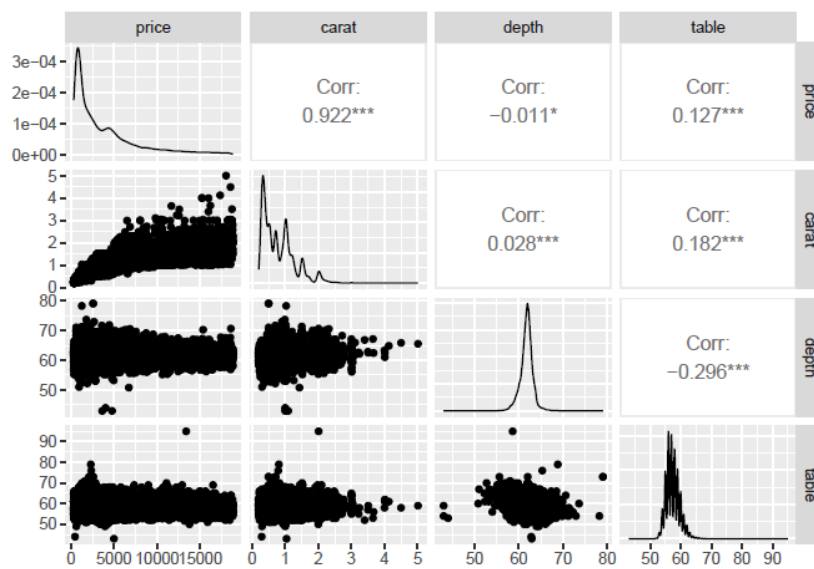 price carat depth table
3e−04
2e−04
1e−04
0e+00
Corr:
0.922***
Corr:
−0.011*
Corr:
0.127***
price
5
4
3
2
1
0
Corr:
0.028***
Corr:
0.182***
carat
80
70
60
50
Corr:
−0.296***
depth
90
80
70
60
50
table
0 5000 10000 15000 0 1 2 3 4 5 50 60 70 80 50 60 70 80 90